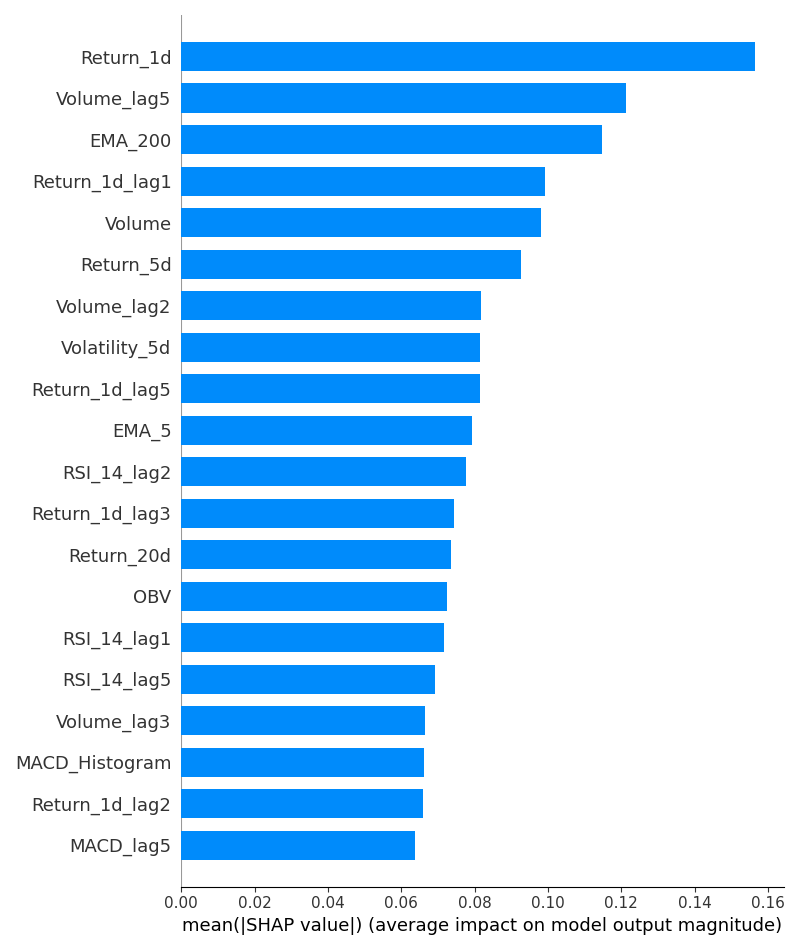 Return_1d
Volume_lag5
EMA_200
Return_1d_lag1
Volume
Return_5d
Volume_lag2
Volatility_5d
Return_1d_lag5
EMA_5
RSI_14_lag2
Return_1d_lag3
Return_20d
OBV
RSI_14_lag1
RSI_14_lag5
Volume_lag3
MACD_Histogram
Return_1d_lag2
MACD_lag5
0.00 0.02 0.04 0.06 0.08 0.10 0.12 0.14 0.16
mean(|SHAP value|) (average impact on model output magnitude)